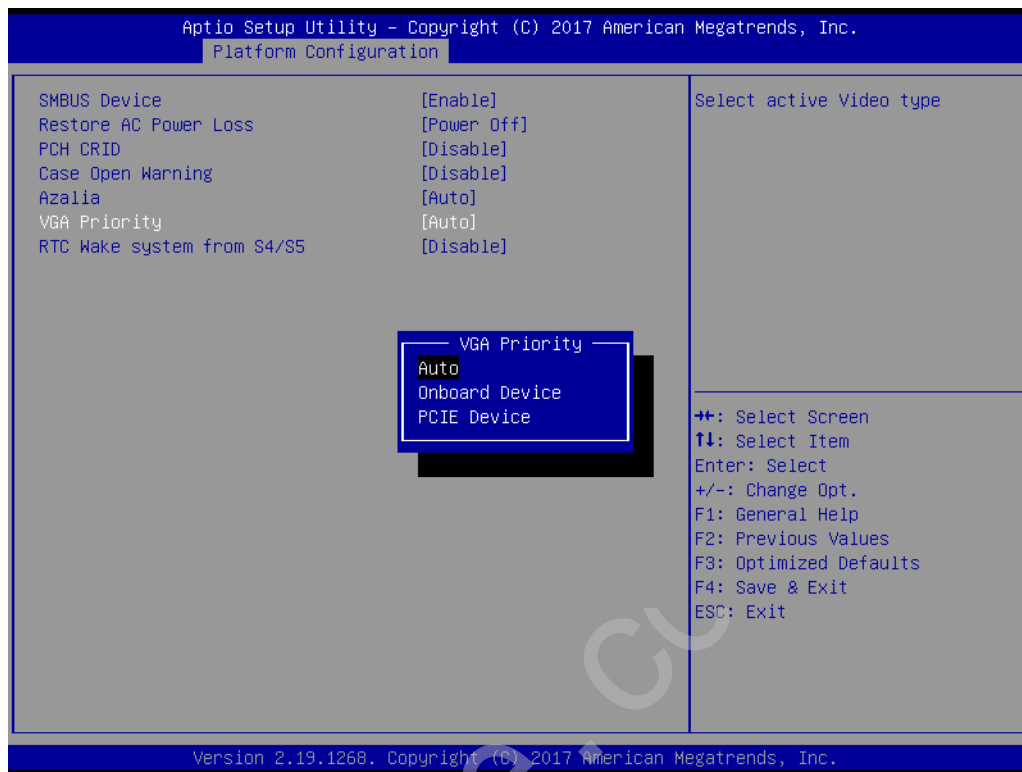 Aptio Setup Utility – Copyright (C) 2017 American Megatrends, Inc.
Platform Configuration
SMBUS Device [Enable]
Restore AC Power Loss [Power Off]
PCH CRID [Disable]
Case Open Warning [Disable]
Azalia [Auto]
VGA Priority [Auto]
RTC Wake system from S4/S5 [Disable]
VGA Priority
Auto
Onboard Device
PCIE Device
Select active Video type
→←: Select Screen
↑↓: Select Item
Enter: Select
+/-: Change Opt.
F1: General Help
F2: Previous Values
F3: Optimized Defaults
F4: Save & Exit
ESC: Exit
Version 2.19.1268. Copyright (C) 2017 American Megatrends, Inc.